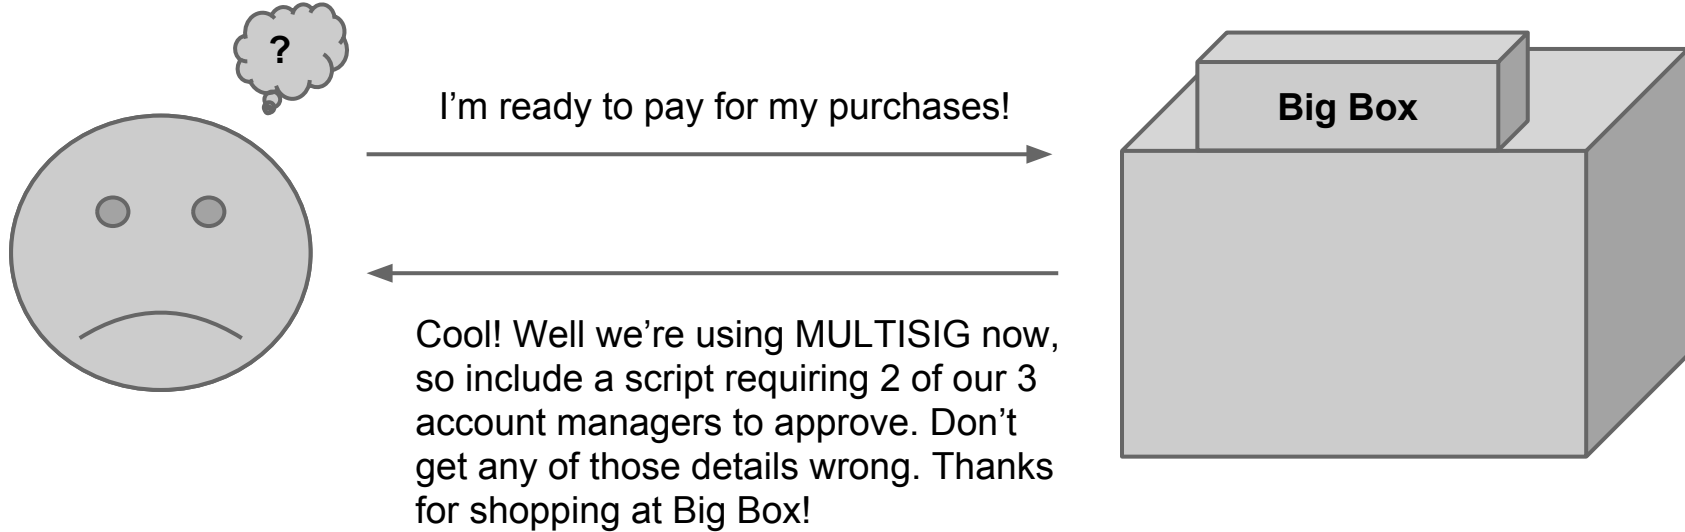 ?
I'm ready to pay for my purchases!
Big Box
Cool! Well we're using MULTISIG now,
so include a script requiring 2 of our 3
account managers to approve. Don't
get any of those details wrong. Thanks
for shopping at Big Box!